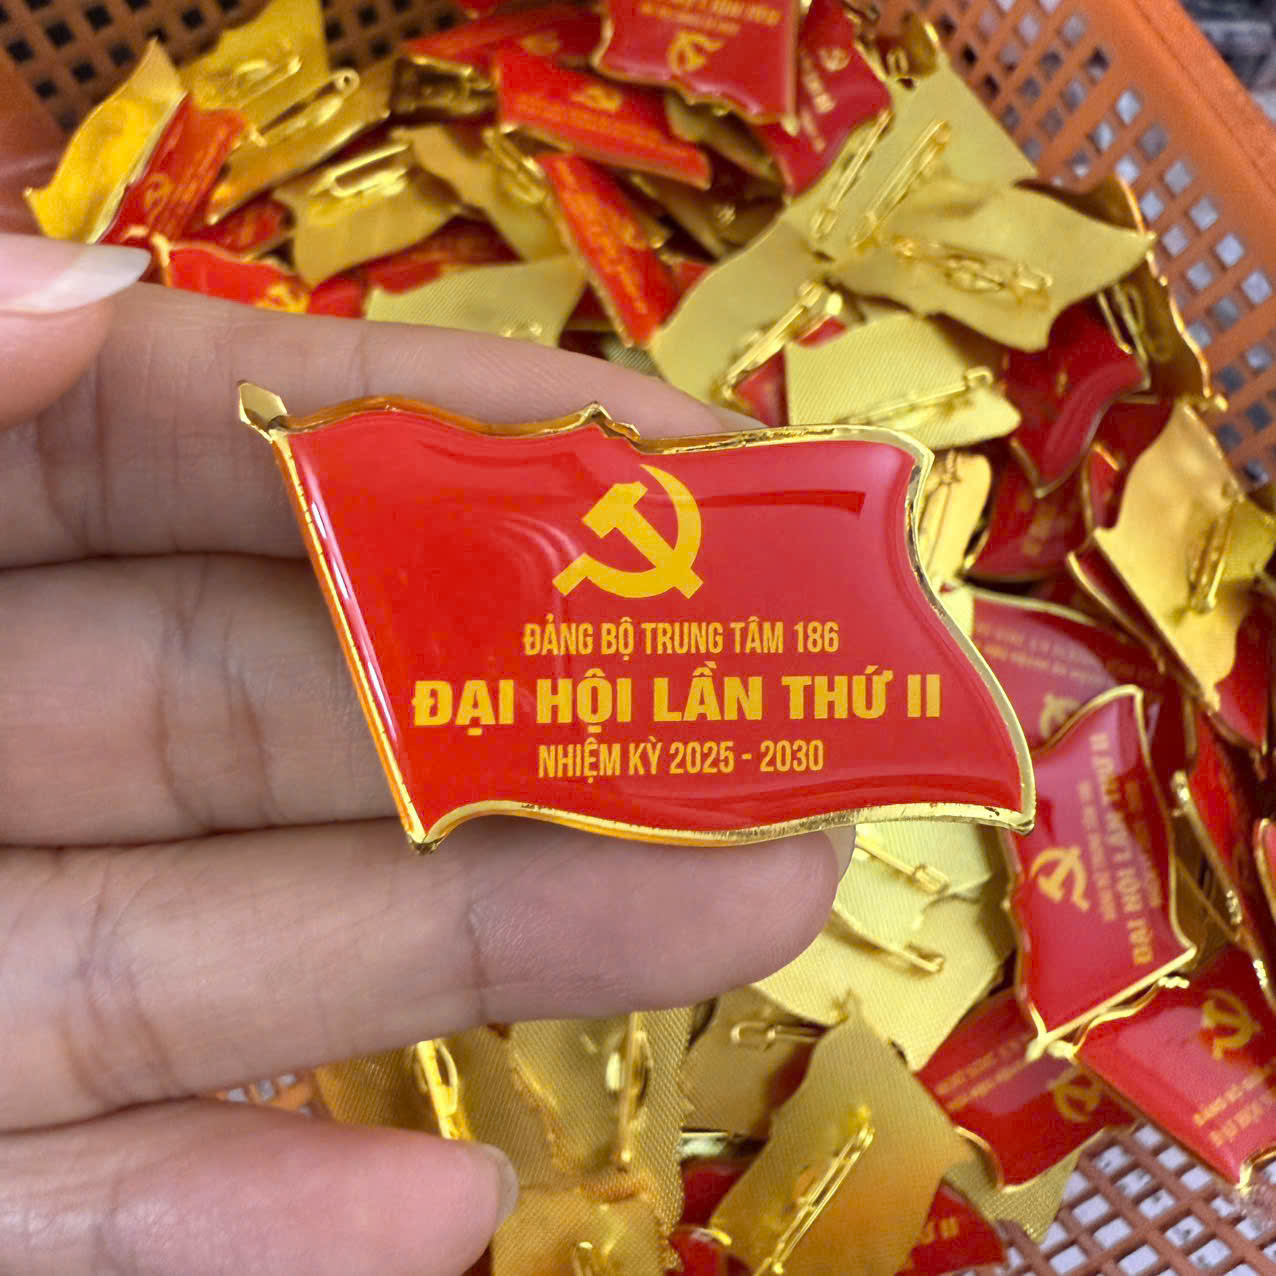 ĐẢNG BỘ TRUNG TÂM 186
ĐẠI HỘI LẦN THỨ II
NHIỆM KỲ 2025 - 2030